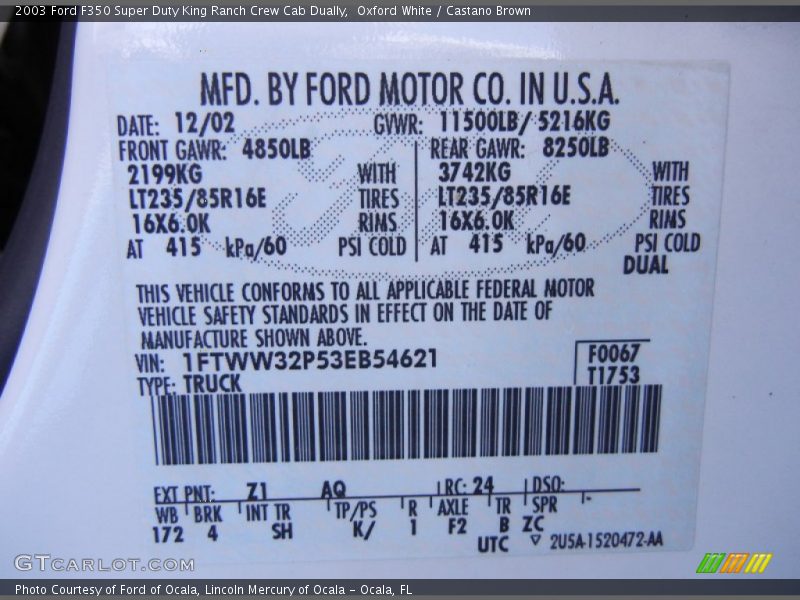 2003 Ford F350 Super Duty King Ranch Crew Cab Dually,  Oxford White / Castano Brown
MFD. BY FORD MOTOR CO. IN U.S.A.
DATE: 12/02 GVWR: 11500LB/ 5216KG
FRONT GAWR: 4850LB REAR GAWR: 8250LB
2199KG WITH 3742KG WITH
LT235/85R16E TIRES LT235/85R16E TIRES
16X6.0K RIMS 16X6.0K RIMS
AT 415 kPa/60 PSI COLD AT 415 kPa/60 PSI COLD
DUAL
THIS VEHICLE CONFORMS TO ALL APPLICABLE FEDERAL MOTOR
VEHICLE SAFETY STANDARDS IN EFFECT ON THE DATE OF
MANUFACTURE SHOWN ABOVE.
VIN: 1FTWW32P53EB54621 F0067
TYPE: TRUCK T1753
EXT PNT: Z1 AQ RC: 24 DSO:
WB BRK INT TR TP/PS R AXLE TR SPR
172 4 SH K/ 1 F2 B ZC
UTC ▽ 2U5A-1520472-AA
GTCARLOT.COM
Photo Courtesy of Ford of Ocala, Lincoln Mercury of Ocala – Ocala, FL